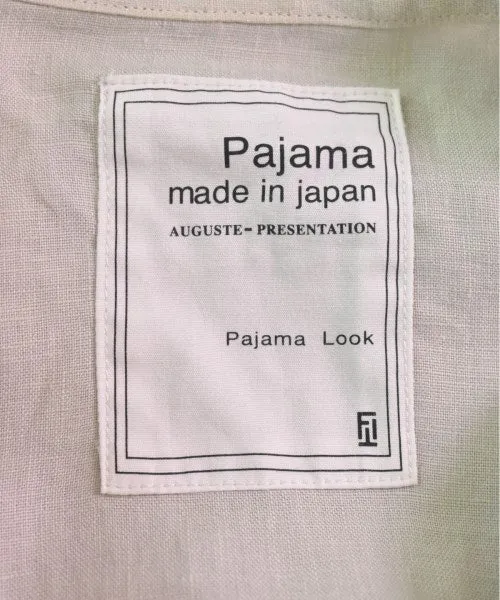 Pajama
made in japan
AUGUSTE-PRESENTATION
Pajama Look